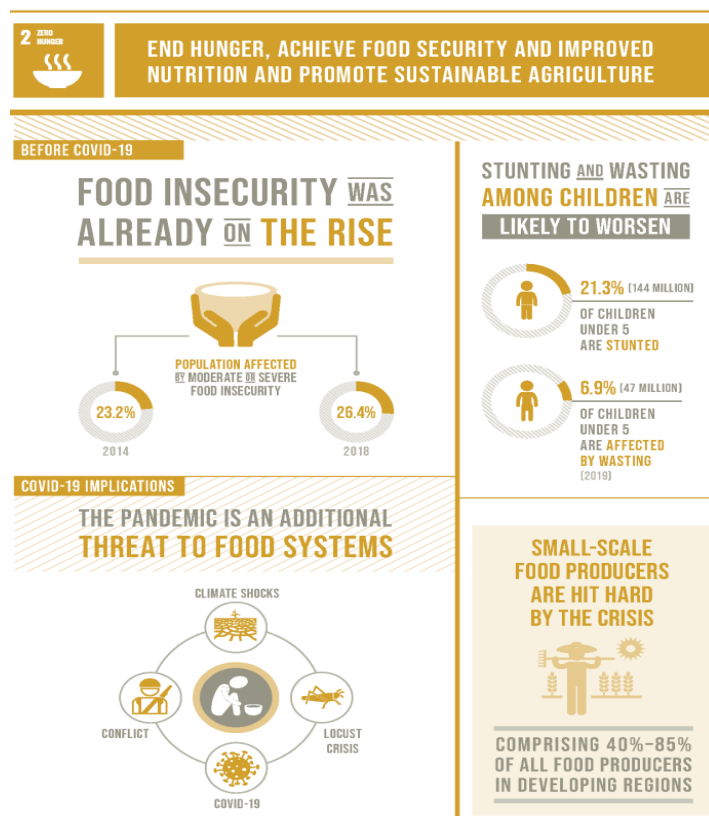 2 ZERO
HUNGER
END HUNGER, ACHIEVE FOOD SECURITY AND IMPROVED
NUTRITION AND PROMOTE SUSTAINABLE AGRICULTURE
BEFORE COVID-19
FOOD INSECURITY WAS
ALREADY ON THE RISE
POPULATION AFFECTED
BY MODERATE OR SEVERE
FOOD INSECURITY
23.2%
2014
26.4%
2018
STUNTING AND WASTING
AMONG CHILDREN ARE
LIKELY TO WORSEN
21.3% (144 MILLION)
OF CHILDREN
UNDER 5
ARE STUNTED
6.9% (47 MILLION)
OF CHILDREN
UNDER 5
ARE AFFECTED
BY WASTING
(2019)
COVID-19 IMPLICATIONS
THE PANDEMIC IS AN ADDITIONAL
THREAT TO FOOD SYSTEMS
CLIMATE SHOCKS
CONFLICT
LOCUST
CRISIS
COVID-19
SMALL-SCALE
FOOD PRODUCERS
ARE HIT HARD
BY THE CRISIS
COMPRISING 40%–85%
OF ALL FOOD PRODUCERS
IN DEVELOPING REGIONS